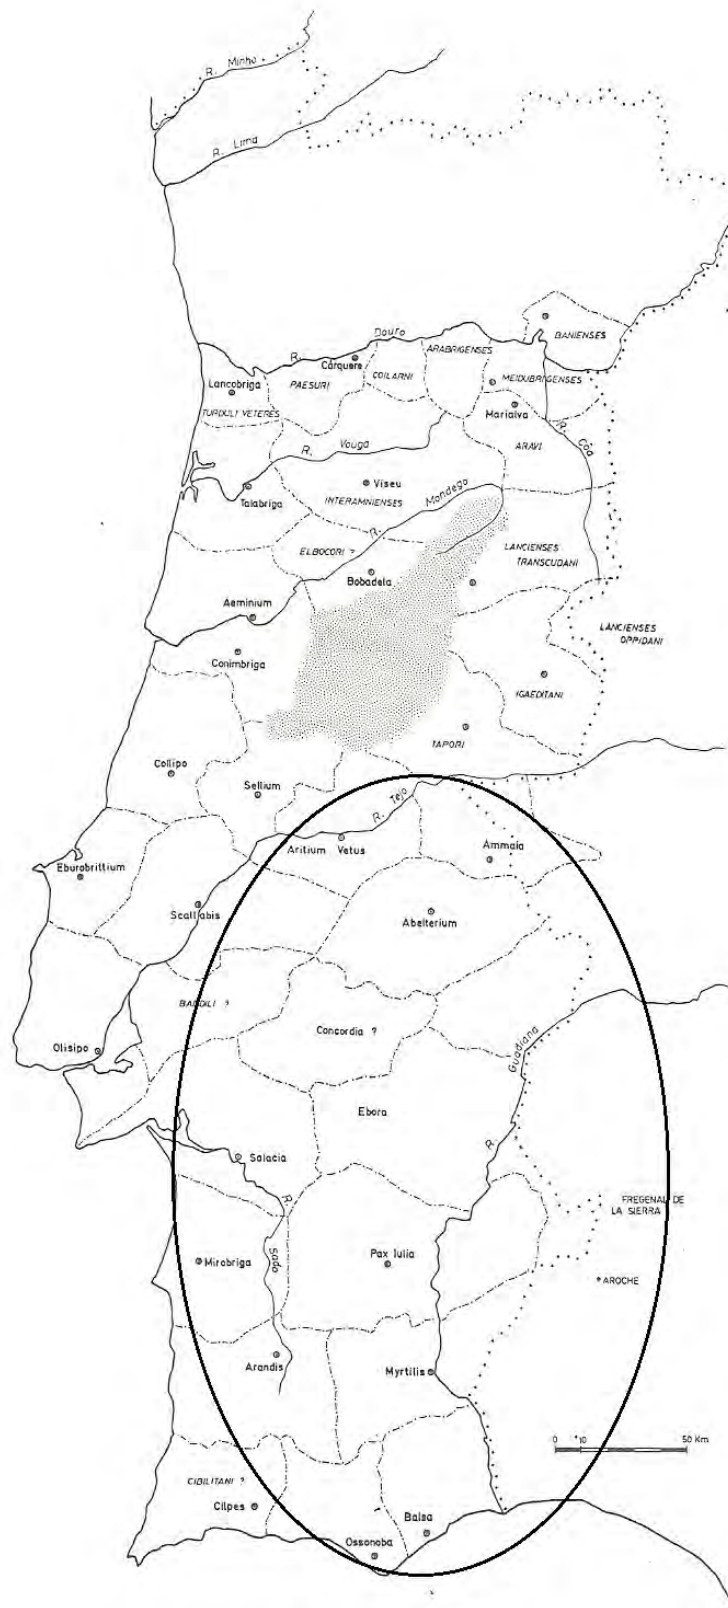 R. Minho
R. Lima
Douro
R.
BANIENSES
ARABRIGENSES
Cárquere
COILARNI
MEIDUBRIGENSES
Lancobriga
PAESURI
TURDULI VETERES
Marialva
R. Côa
R. Vouga
ARAVI
Viseu
Talabriga
INTERAMNIENSES
R. Mondego
ELBOCORI ?
LANCIENSES
TRANSCUDANI
Bobadela
Aeminium
LANCIENSES
OPPIDANI
Conimbriga
IGAEDITANI
TAPORI
Collipo
Sellium
R. Tejo
Aritium Vetus
Ammaia
Eburobrittium
Scallabis
Abelterium
BARDILI ?
Concordia ?
Olisipo
R. Guadiana
Ebora
Salacia
FREGENAL DE
LA SIERRA
R. Sado
Mirobriga
Pax Iulia
AROCHE
Arandis
Myrtilis
0 10 50 Km
CIBILITANI ?
Cilpes
Balsa
Ossonoba